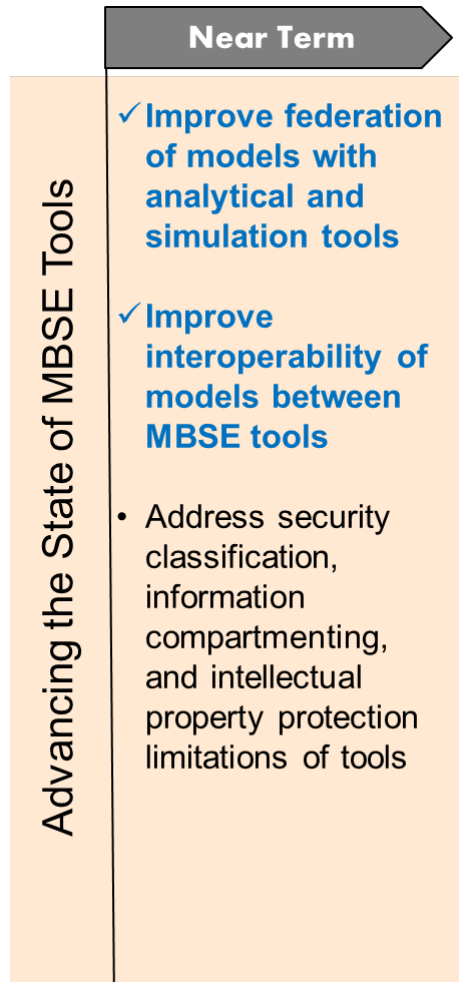 Near Term
Advancing the State of MBSE Tools
✓Improve federation
of models with
analytical and
simulation tools
✓Improve
interoperability of
models between
MBSE tools
• Address security
classification,
information
compartmenting,
and intellectual
property protection
limitations of tools